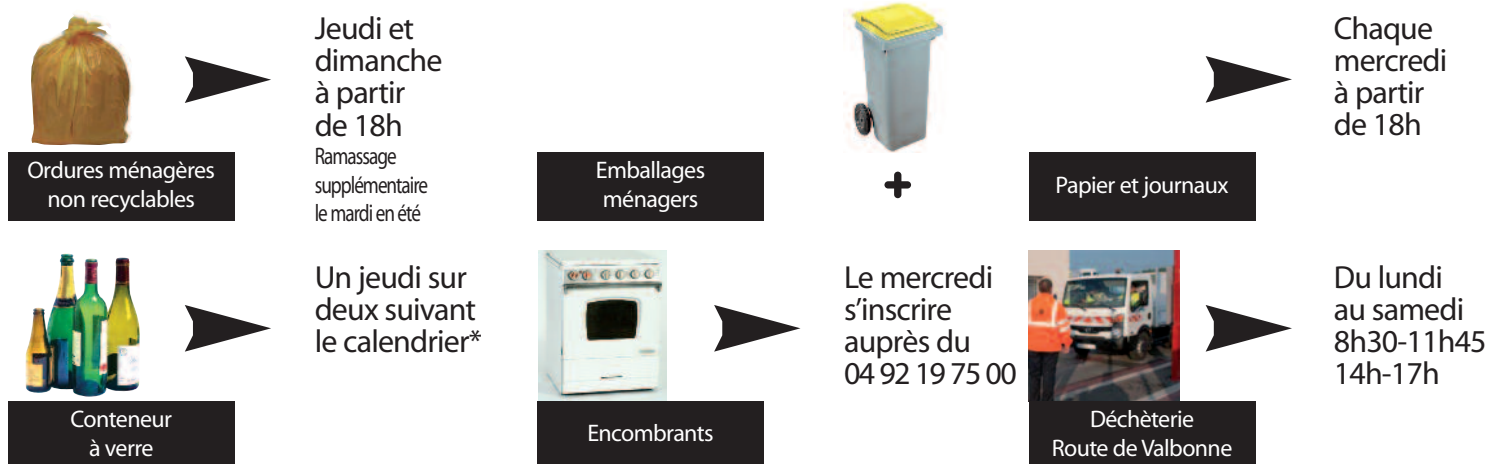 Jeudi et
dimanche
à partir
de 18h
Ramassage
supplémentaire
le mardi en été
Ordures ménagères
non recyclables
Emballages
ménagers
+
Papier et journaux
Chaque
mercredi
à partir
de 18h
Un jeudi sur
deux suivant
le calendrier*
Conteneur
à verre
Le mercredi
s’inscrire
auprès du
04 92 19 75 00
Encombrants
Du lundi
au samedi
8h30-11h45
14h-17h
Déchèterie
Route de Valbonne